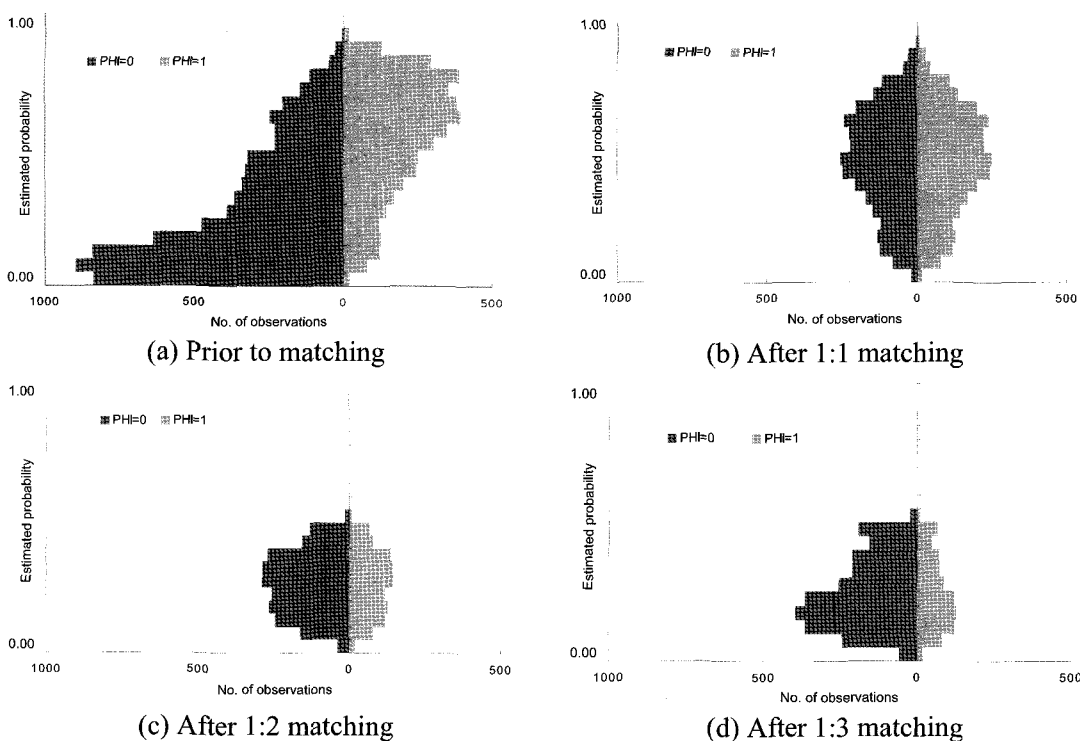 1.00
PHI=0 PHI=1
Estimated probability
0.00
1000 500 0 500
No. of observations
(a) Prior to matching
1.00
PHI=0 PHI=1
Estimated probability
0.00
1000 500 0 500
No. of observations
(b) After 1:1 matching
1.00
PHI=0 PHI=1
Estimated probability
0.00
1000 500 0 500
No. of observations
(c) After 1:2 matching
1.00
PHI=0 PHI=1
Estimated probability
0.00
1000 500 0 500
No. of observations
(d) After 1:3 matching